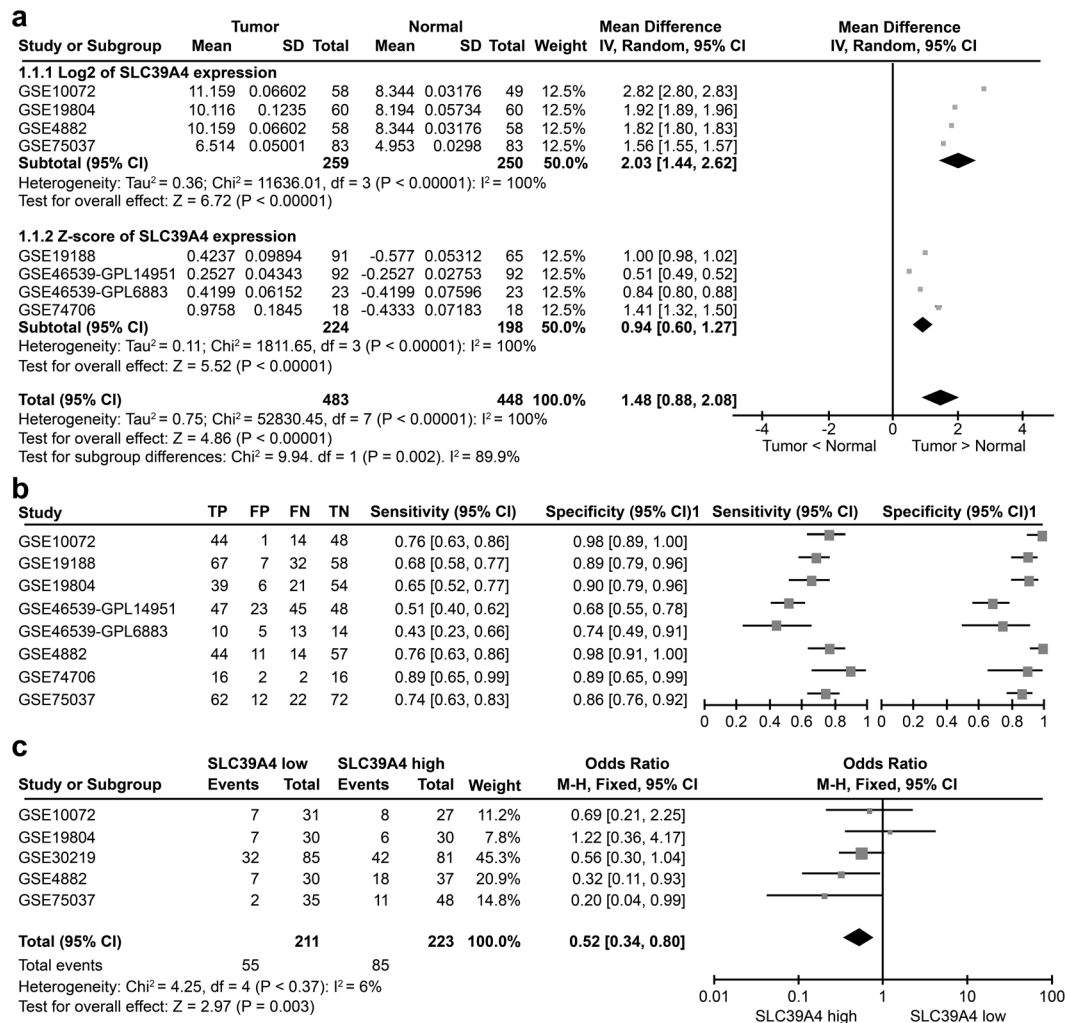 a
Tumor Normal Mean Difference Mean Difference
Study or Subgroup Mean SD Total Mean SD Total Weight IV, Random, 95% CI IV, Random, 95% CI
1.1.1 Log2 of SLC39A4 expression
GSE10072 11.159 0.06602 58 8.344 0.03176 49 12.5% 2.82 [2.80, 2.83]
GSE19804 10.116 0.1235 60 8.194 0.05734 60 12.5% 1.92 [1.89, 1.96]
GSE4882 10.159 0.06602 58 8.344 0.03176 58 12.5% 1.82 [1.80, 1.83]
GSE75037 6.514 0.05001 83 4.953 0.0298 83 12.5% 1.56 [1.55, 1.57]
Subtotal (95% CI) 259 250 50.0% 2.03 [1.44, 2.62]
Heterogeneity: Tau² = 0.36; Chi² = 11636.01, df = 3 (P < 0.00001): I² = 100%
Test for overall effect: Z = 6.72 (P < 0.00001)
1.1.2 Z-score of SLC39A4 expression
GSE19188 0.4237 0.09894 91 -0.577 0.05312 65 12.5% 1.00 [0.98, 1.02]
GSE46539-GPL14951 0.2527 0.04343 92 -0.2527 0.02753 92 12.5% 0.51 [0.49, 0.52]
GSE46539-GPL6883 0.4199 0.06152 23 -0.4199 0.07596 23 12.5% 0.84 [0.80, 0.88]
GSE74706 0.9758 0.1845 18 -0.4333 0.07183 18 12.5% 1.41 [1.32, 1.50]
Subtotal (95% CI) 224 198 50.0% 0.94 [0.60, 1.27]
Heterogeneity: Tau² = 0.11; Chi² = 1811.65, df = 3 (P < 0.00001): I² = 100%
Test for overall effect: Z = 5.52 (P < 0.00001)
Total (95% CI) 483 448 100.0% 1.48 [0.88, 2.08]
Heterogeneity: Tau² = 0.75; Chi² = 52830.45, df = 7 (P < 0.00001): I² = 100%
Test for overall effect: Z = 4.86 (P < 0.00001)
Test for subgroup differences: Chi² = 9.94. df = 1 (P = 0.002). I² = 89.9%
-4 -2 0 2 4
Tumor < Normal Tumor > Normal
b
Study TP FP FN TN Sensitivity (95% CI) Specificity (95% CI)1 Sensitivity (95% CI) Specificity (95% CI)1
GSE10072 44 1 14 48 0.76 [0.63, 0.86] 0.98 [0.89, 1.00]
GSE19188 67 7 32 58 0.68 [0.58, 0.77] 0.89 [0.79, 0.96]
GSE19804 39 6 21 54 0.65 [0.52, 0.77] 0.90 [0.79, 0.96]
GSE46539-GPL14951 47 23 45 48 0.51 [0.40, 0.62] 0.68 [0.55, 0.78]
GSE46539-GPL6883 10 5 13 14 0.43 [0.23, 0.66] 0.74 [0.49, 0.91]
GSE4882 44 11 14 57 0.76 [0.63, 0.86] 0.98 [0.91, 1.00]
GSE74706 16 2 2 16 0.89 [0.65, 0.99] 0.89 [0.65, 0.99]
GSE75037 62 12 22 72 0.74 [0.63, 0.83] 0.86 [0.76, 0.92]
0 0.2 0.4 0.6 0.8 1 0 0.2 0.4 0.6 0.8 1
c
SLC39A4 low SLC39A4 high Odds Ratio Odds Ratio
Study or Subgroup Events Total Events Total Weight M-H, Fixed, 95% CI M-H, Fixed, 95% CI
GSE10072 7 31 8 27 11.2% 0.69 [0.21, 2.25]
GSE19804 7 30 6 30 7.8% 1.22 [0.36, 4.17]
GSE30219 32 85 42 81 45.3% 0.56 [0.30, 1.04]
GSE4882 7 30 18 37 20.9% 0.32 [0.11, 0.93]
GSE75037 2 35 11 48 14.8% 0.20 [0.04, 0.99]
Total (95% CI) 211 223 100.0% 0.52 [0.34, 0.80]
Total events 55 85
Heterogeneity: Chi² = 4.25, df = 4 (P < 0.37): I² = 6%
Test for overall effect: Z = 2.97 (P = 0.003)
0.01 0.1 1 10 100
SLC39A4 high SLC39A4 low